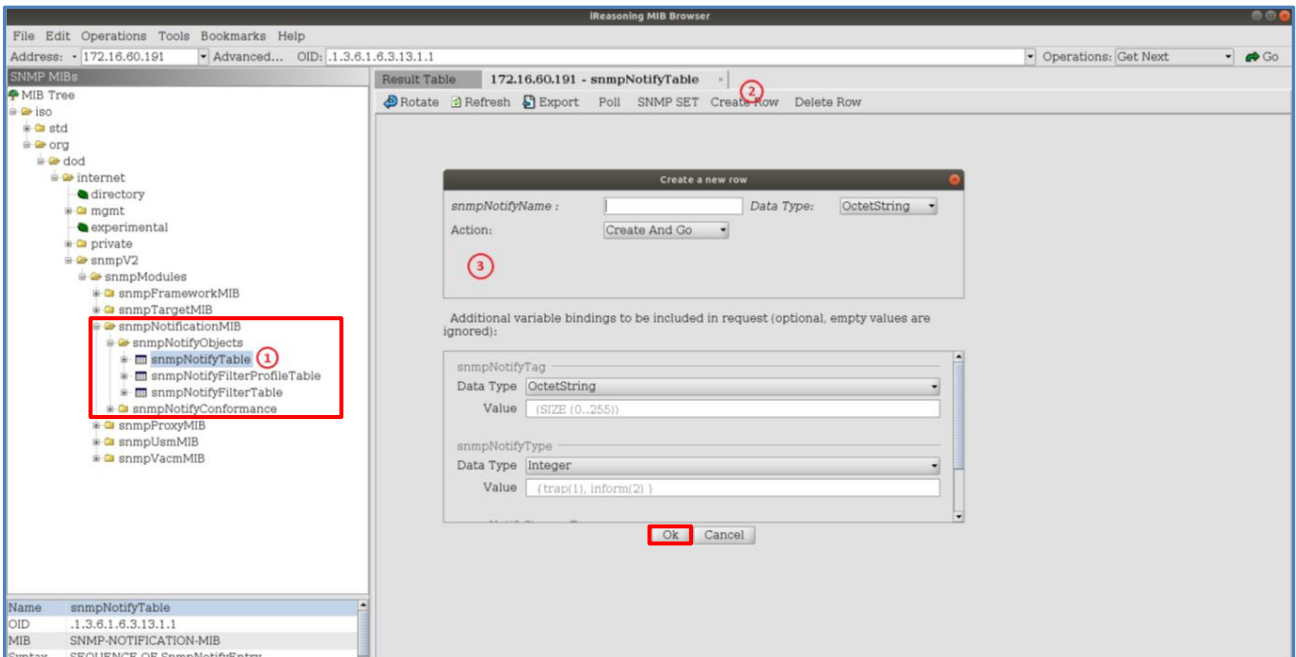 iReasoning MIB Browser
File Edit Operations Tools Bookmarks Help
Address: 172.16.60.191 Advanced... OID: .1.3.6.1.6.3.13.1.1 Operations: Get Next Go
SNMP MIBs
MIB Tree
iso
std
org
dod
internet
directory
mgmt
experimental
private
snmpV2
snmpModules
snmpFrameworkMIB
snmpTargetMIB
snmpNotificationMIB
snmpNotifyObjects
snmpNotifyTable 1
snmpNotifyFilterProfileTable
snmpNotifyFilterTable
snmpNotifyConformance
snmpProxyMIB
snmpUsmMIB
snmpVacmMIB
Name snmpNotifyTable
OID .1.3.6.1.6.3.13.1.1
MIB SNMP-NOTIFICATION-MIB
Syntax SEQUENCE OF SnmpNotifyEntry
Result Table 172.16.60.191 - snmpNotifyTable
2
Rotate Refresh Export Poll SNMP SET Create Row Delete Row
Create a new row
snmpNotifyName : Data Type: OctetString
Action: Create And Go
3
Additional variable bindings to be included in request (optional, empty values are
ignored):
snmpNotifyTag
Data Type OctetString
Value (SIZE (0..255))
snmpNotifyType
Data Type Integer
Value {trap(1), inform(2) }
Ok Cancel